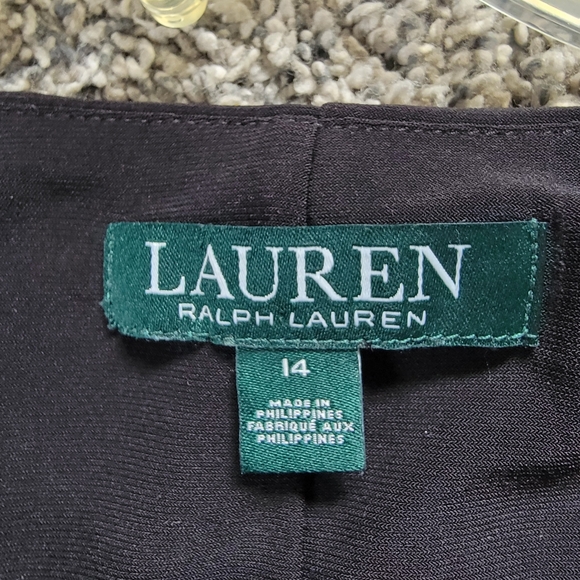 LAUREN
RALPH LAUREN
14
MADE IN
PHILIPPINES
FABRIQUÉ AUX
PHILIPPINES